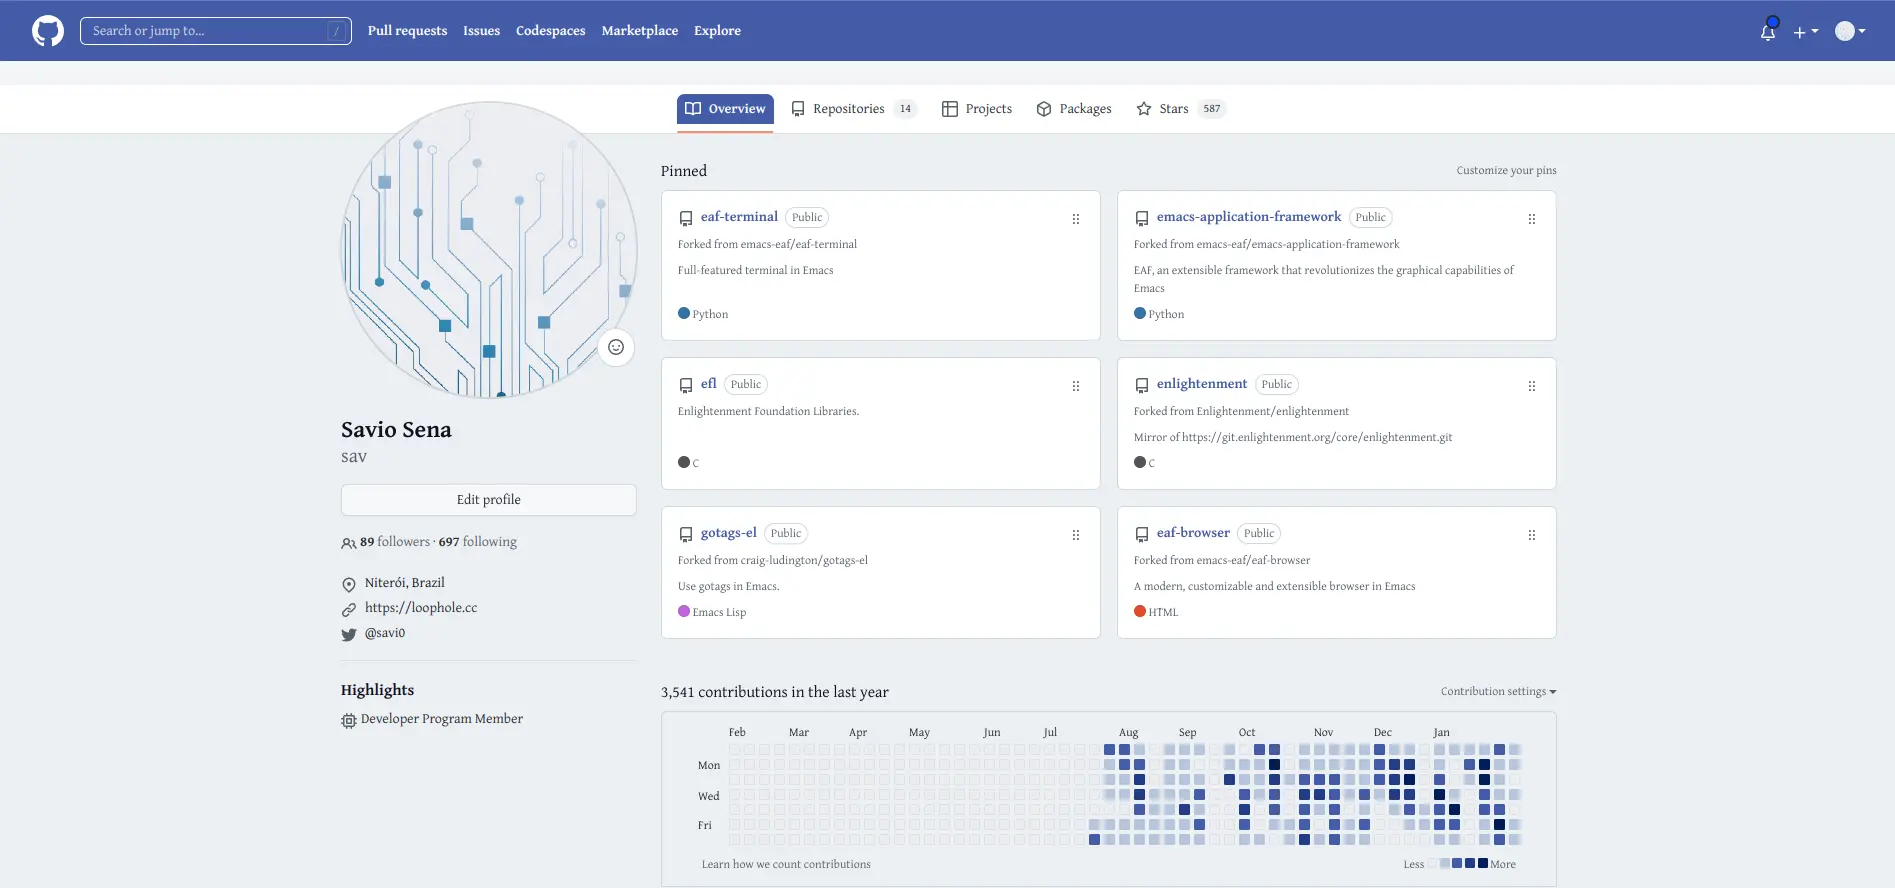 Search or jump to...
/
Pull requests
Issues
Codespaces
Marketplace
Explore
Overview
Repositories 14
Projects
Packages
Stars 587
Savio Sena
sav
Edit profile
89 followers · 697 following
Niterói, Brazil
https://loophole.cc
@savi0
Highlights
Developer Program Member
Pinned
Customize your pins
eaf-terminal Public
Forked from emacs-eaf/eaf-terminal
Full-featured terminal in Emacs
Python
emacs-application-framework Public
Forked from emacs-eaf/emacs-application-framework
EAF, an extensible framework that revolutionizes the graphical capabilities of
Emacs
Python
efl Public
Enlightenment Foundation Libraries.
C
enlightenment Public
Forked from Enlightenment/enlightenment
Mirror of https://git.enlightenment.org/core/enlightenment.git
C
gotags-el Public
Forked from craig-ludington/gotags-el
Use gotags in Emacs.
Emacs Lisp
eaf-browser Public
Forked from emacs-eaf/eaf-browser
A modern, customizable and extensible browser in Emacs
HTML
3,541 contributions in the last year
Contribution settings
Feb Mar Apr May Jun Jul Aug Sep Oct Nov Dec Jan
Mon
Wed
Fri
Learn how we count contributions
Less More